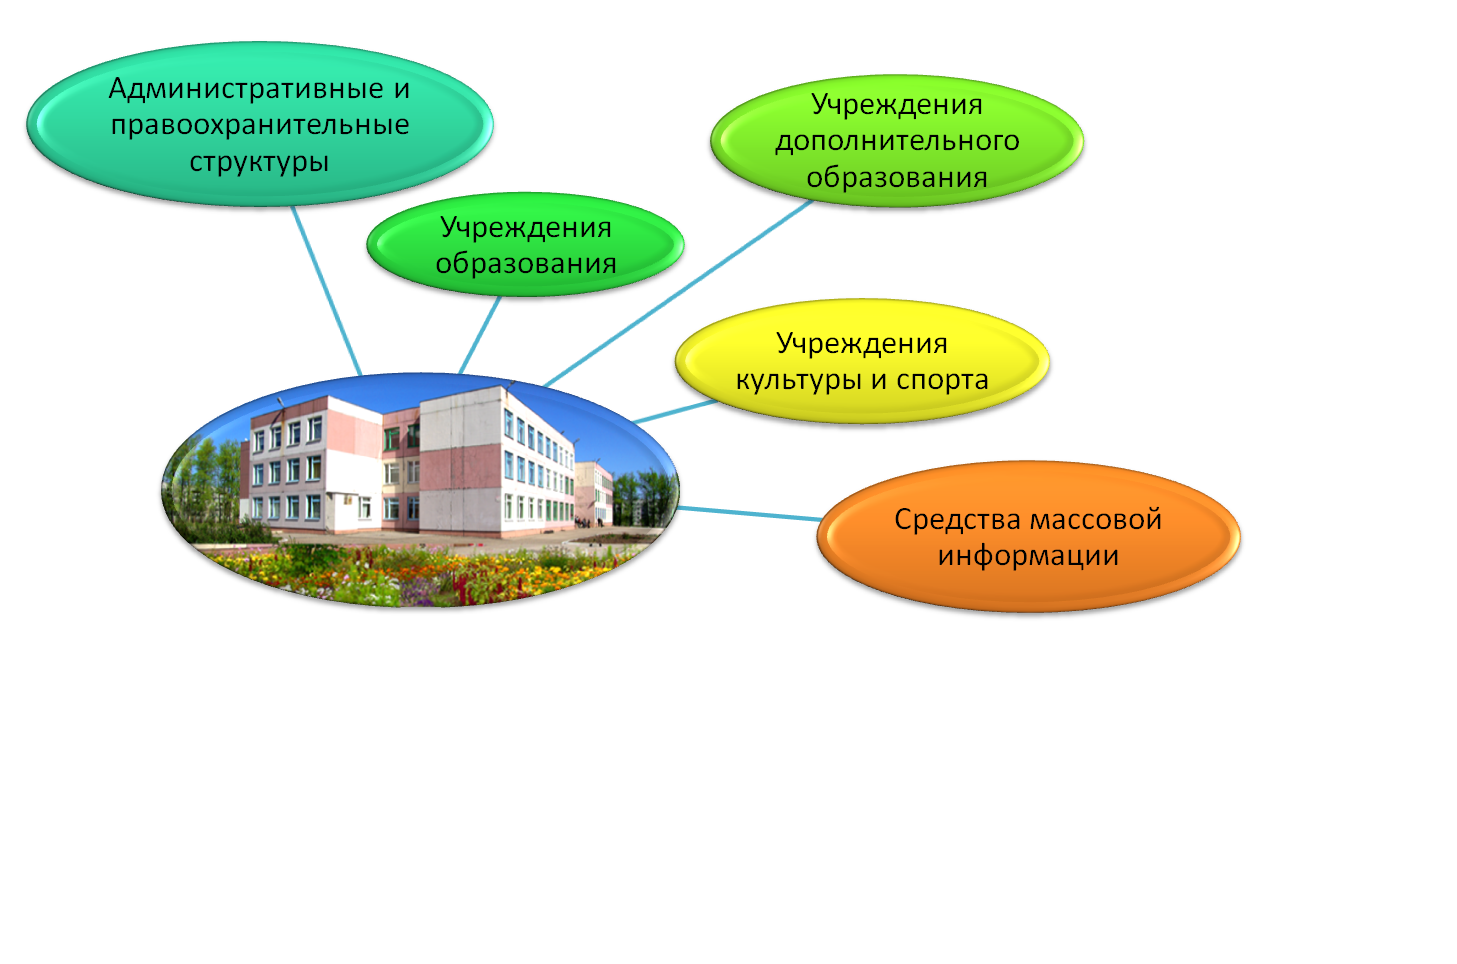 Административные и
правоохранительные
структуры
Учреждения
дополнительного
образования
Учреждения
образования
Учреждения
культуры и спорта
Средства массовой
информации